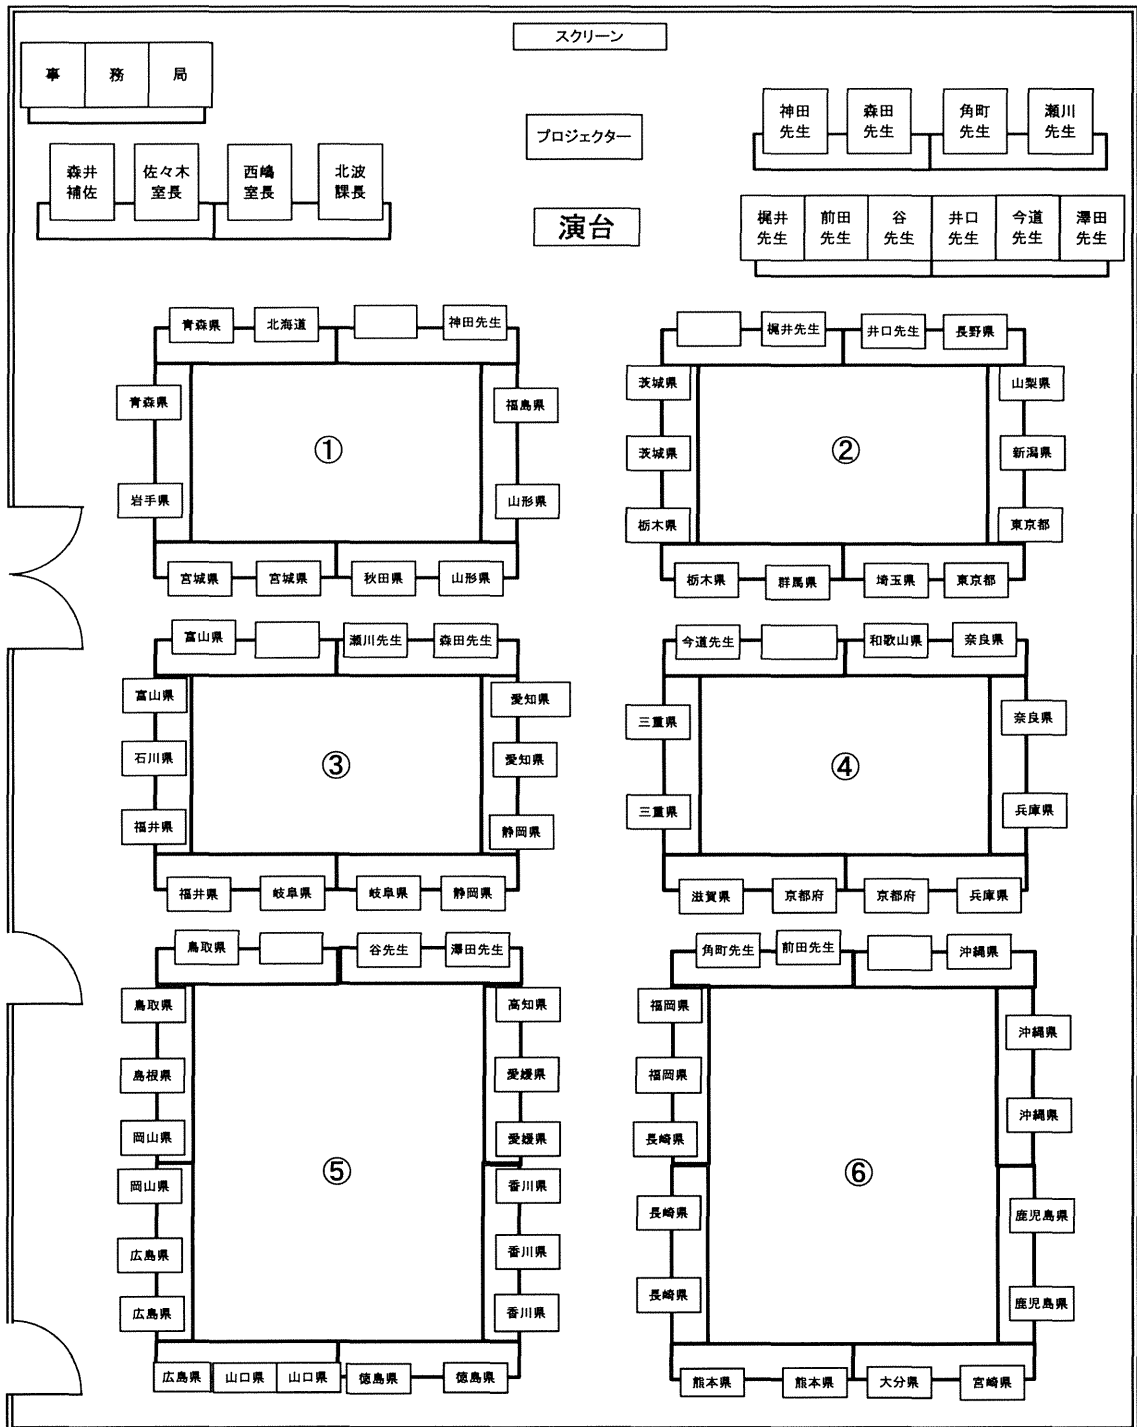 スクリーン
事 務 局
プロジェクター
神田
先生
森田
先生
角町
先生
瀬川
先生
森井
補佐
佐々木
室長
西嶋
室長
北波
課長
演台
梶井
先生
前田
先生
谷
先生
井口
先生
今道
先生
澤田
先生
青森県
北海道
神田先生
青森県
福島県
①
岩手県
山形県
宮城県
宮城県
秋田県
山形県
梶井先生
井口先生
長野県
茨城県
山梨県
茨城県
②
新潟県
栃木県
東京都
栃木県
群馬県
埼玉県
東京都
富山県
瀬川先生
森田先生
富山県
愛知県
石川県
③
愛知県
福井県
静岡県
福井県
岐阜県
岐阜県
静岡県
今道先生
和歌山県
奈良県
三重県
奈良県
④
三重県
兵庫県
滋賀県
京都府
京都府
兵庫県
鳥取県
谷先生
澤田先生
鳥取県
高知県
島根県
愛媛県
岡山県
愛媛県
⑤
岡山県
香川県
広島県
香川県
広島県
香川県
広島県
山口県
山口県
徳島県
徳島県
角町先生
前田先生
沖縄県
福岡県
沖縄県
福岡県
沖縄県
長崎県
⑥
長崎県
鹿児島県
長崎県
鹿児島県
熊本県
熊本県
大分県
宮崎県